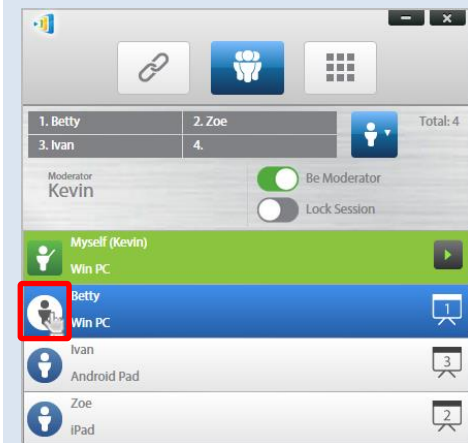 1. Betty 2. Zoe Total: 4
3. Ivan 4.
Moderator
Kevin
Be Moderator
Lock Session
Myself (Kevin)
Win PC
Betty
Win PC
1
Ivan
Android Pad
3
Zoe
iPad
2